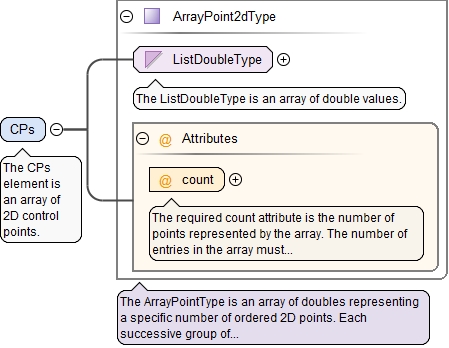 ArrayPoint2dType
ListDoubleType
The ListDoubleType is an array of double values.
CPs
The CPs
element is
an array of
2D control
points.
@ Attributes
@ count
The required count attribute is the number of
points represented by the array. The number of
entries in the array must...
The ArrayPointType is an array of doubles representing
a specific number of ordered 2D points. Each
successive group of...